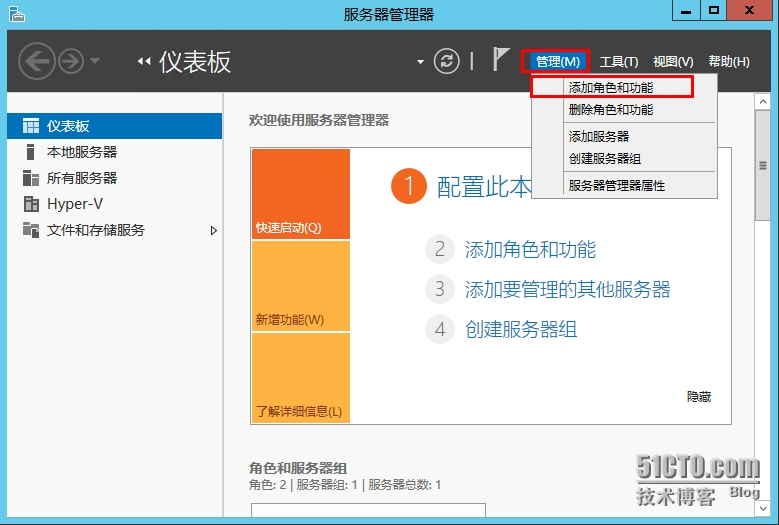 服务器管理器
仪表板
管理(M) 工具(T) 视图(V) 帮助(H)
添加角色和功能
删除角色和功能
添加服务器
创建服务器组
服务器管理器属性
仪表板
本地服务器
所有服务器
Hyper-V
文件和存储服务
欢迎使用服务器管理器
快速启动(Q)
新增功能(W)
了解详细信息(L)
1 配置此本
2 添加角色和功能
3 添加要管理的其他服务器
4 创建服务器组
隐藏
角色和服务器组
角色: 2 | 服务器组: 1 | 服务器总数: 1
51CTO.com
技术博客 Blog